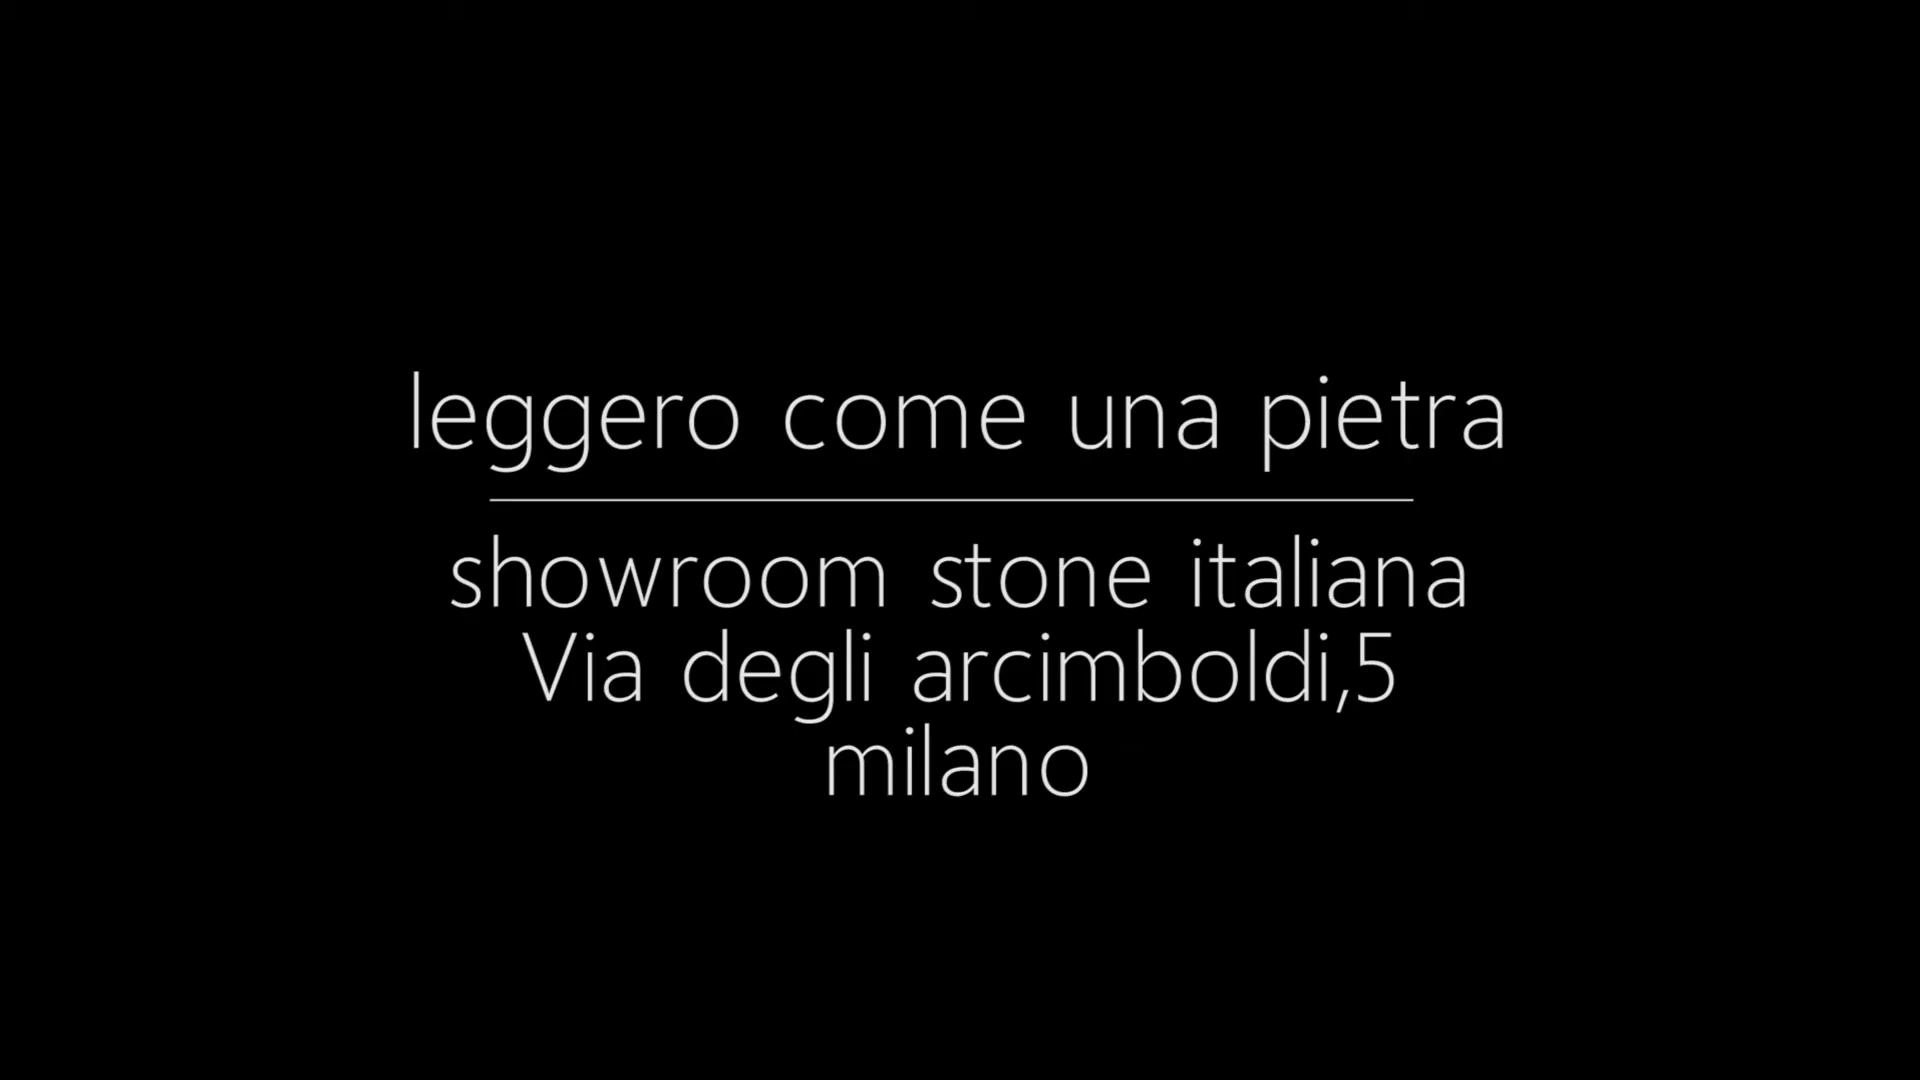 leggero come una pietra
showroom stone italiana
Via degli arcimboldi,5
milano